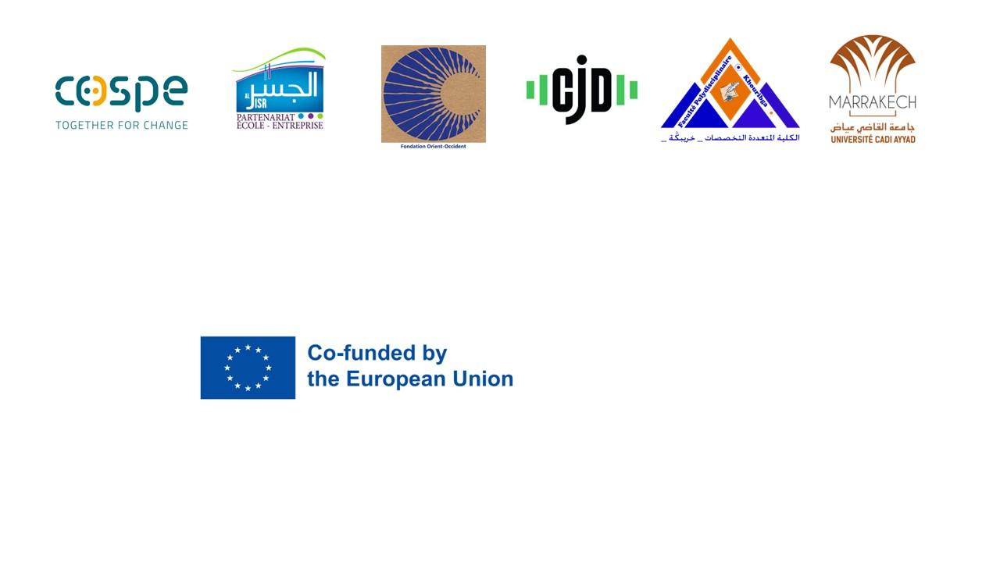 cospe
TOGETHER FOR CHANGE
الجسر
AL JISR
PARTENARIAT
ÉCOLE - ENTREPRISE
Fondation Orient-Occident
CJD
Faculté Polydisciplinaire
Khouribga
الكلية المتعددة التخصصات _ خريبكة _
MARRAKECH
جامعة القاضي عياض
UNIVERSITÉ CADI AYYAD
Co-funded by
the European Union